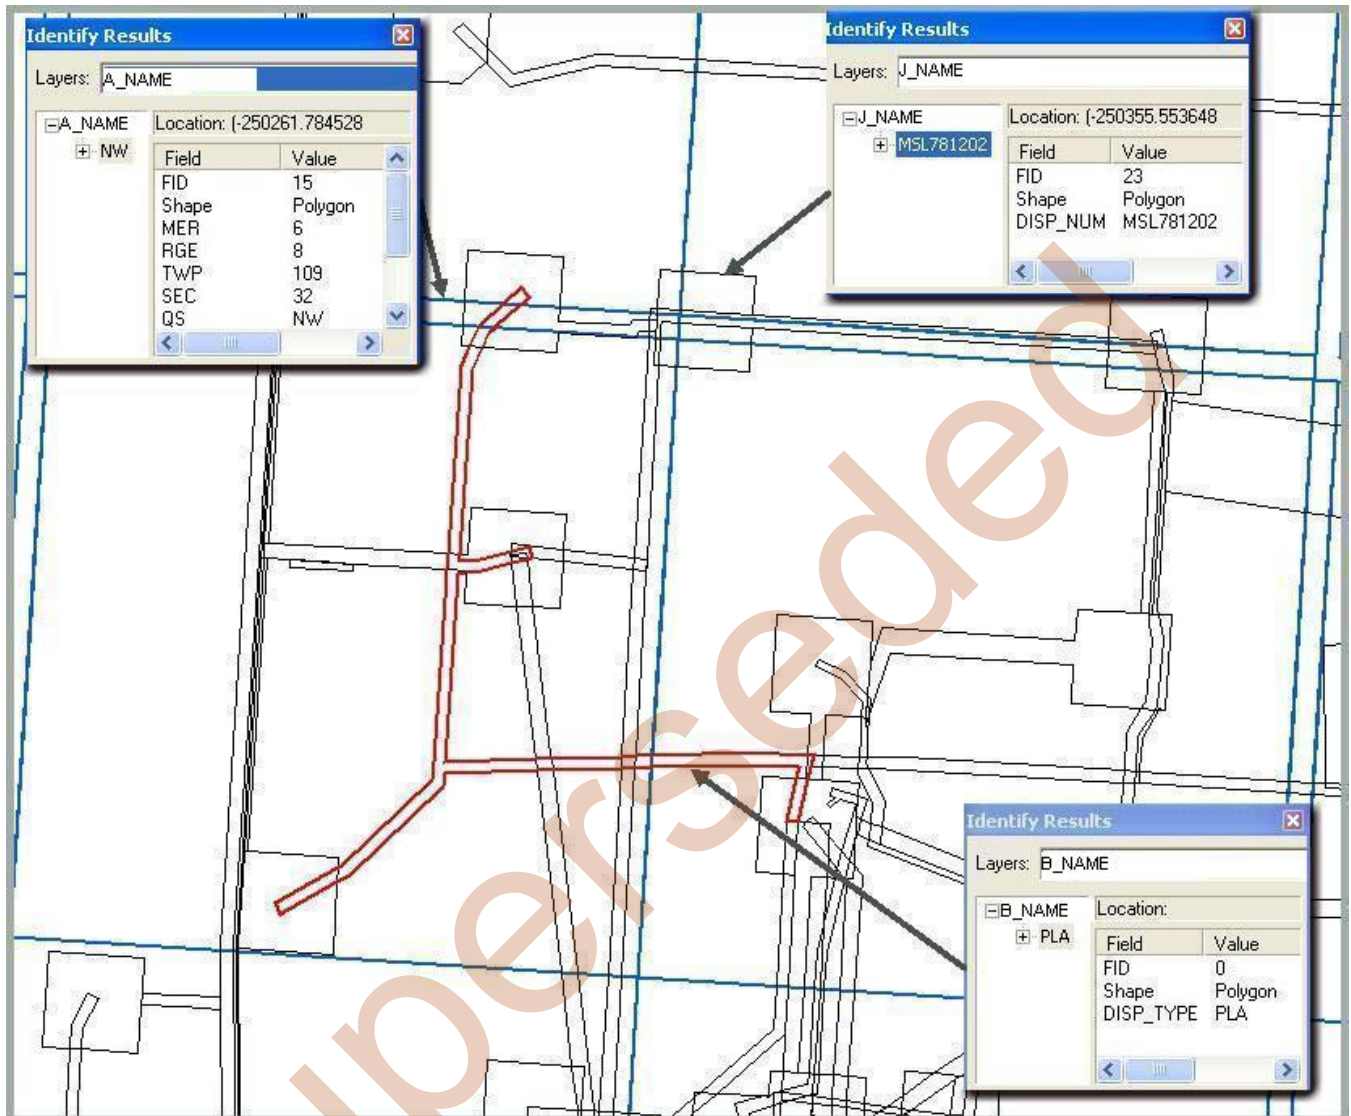 Identify Results
Layers: A_NAME
A_NAME
NW
Location: (-250261.784528
Field Value
FID 15
Shape Polygon
MER 6
RGE 8
TWP 109
SEC 32
QS NW
Identify Results
Layers: J_NAME
J_NAME
MSL781202
Location: (-250355.553648
Field Value
FID 23
Shape Polygon
DISP_NUM MSL781202
Identify Results
Layers: B_NAME
B_NAME
PLA
Location:
Field Value
FID 0
Shape Polygon
DISP_TYPE PLA
uperseded